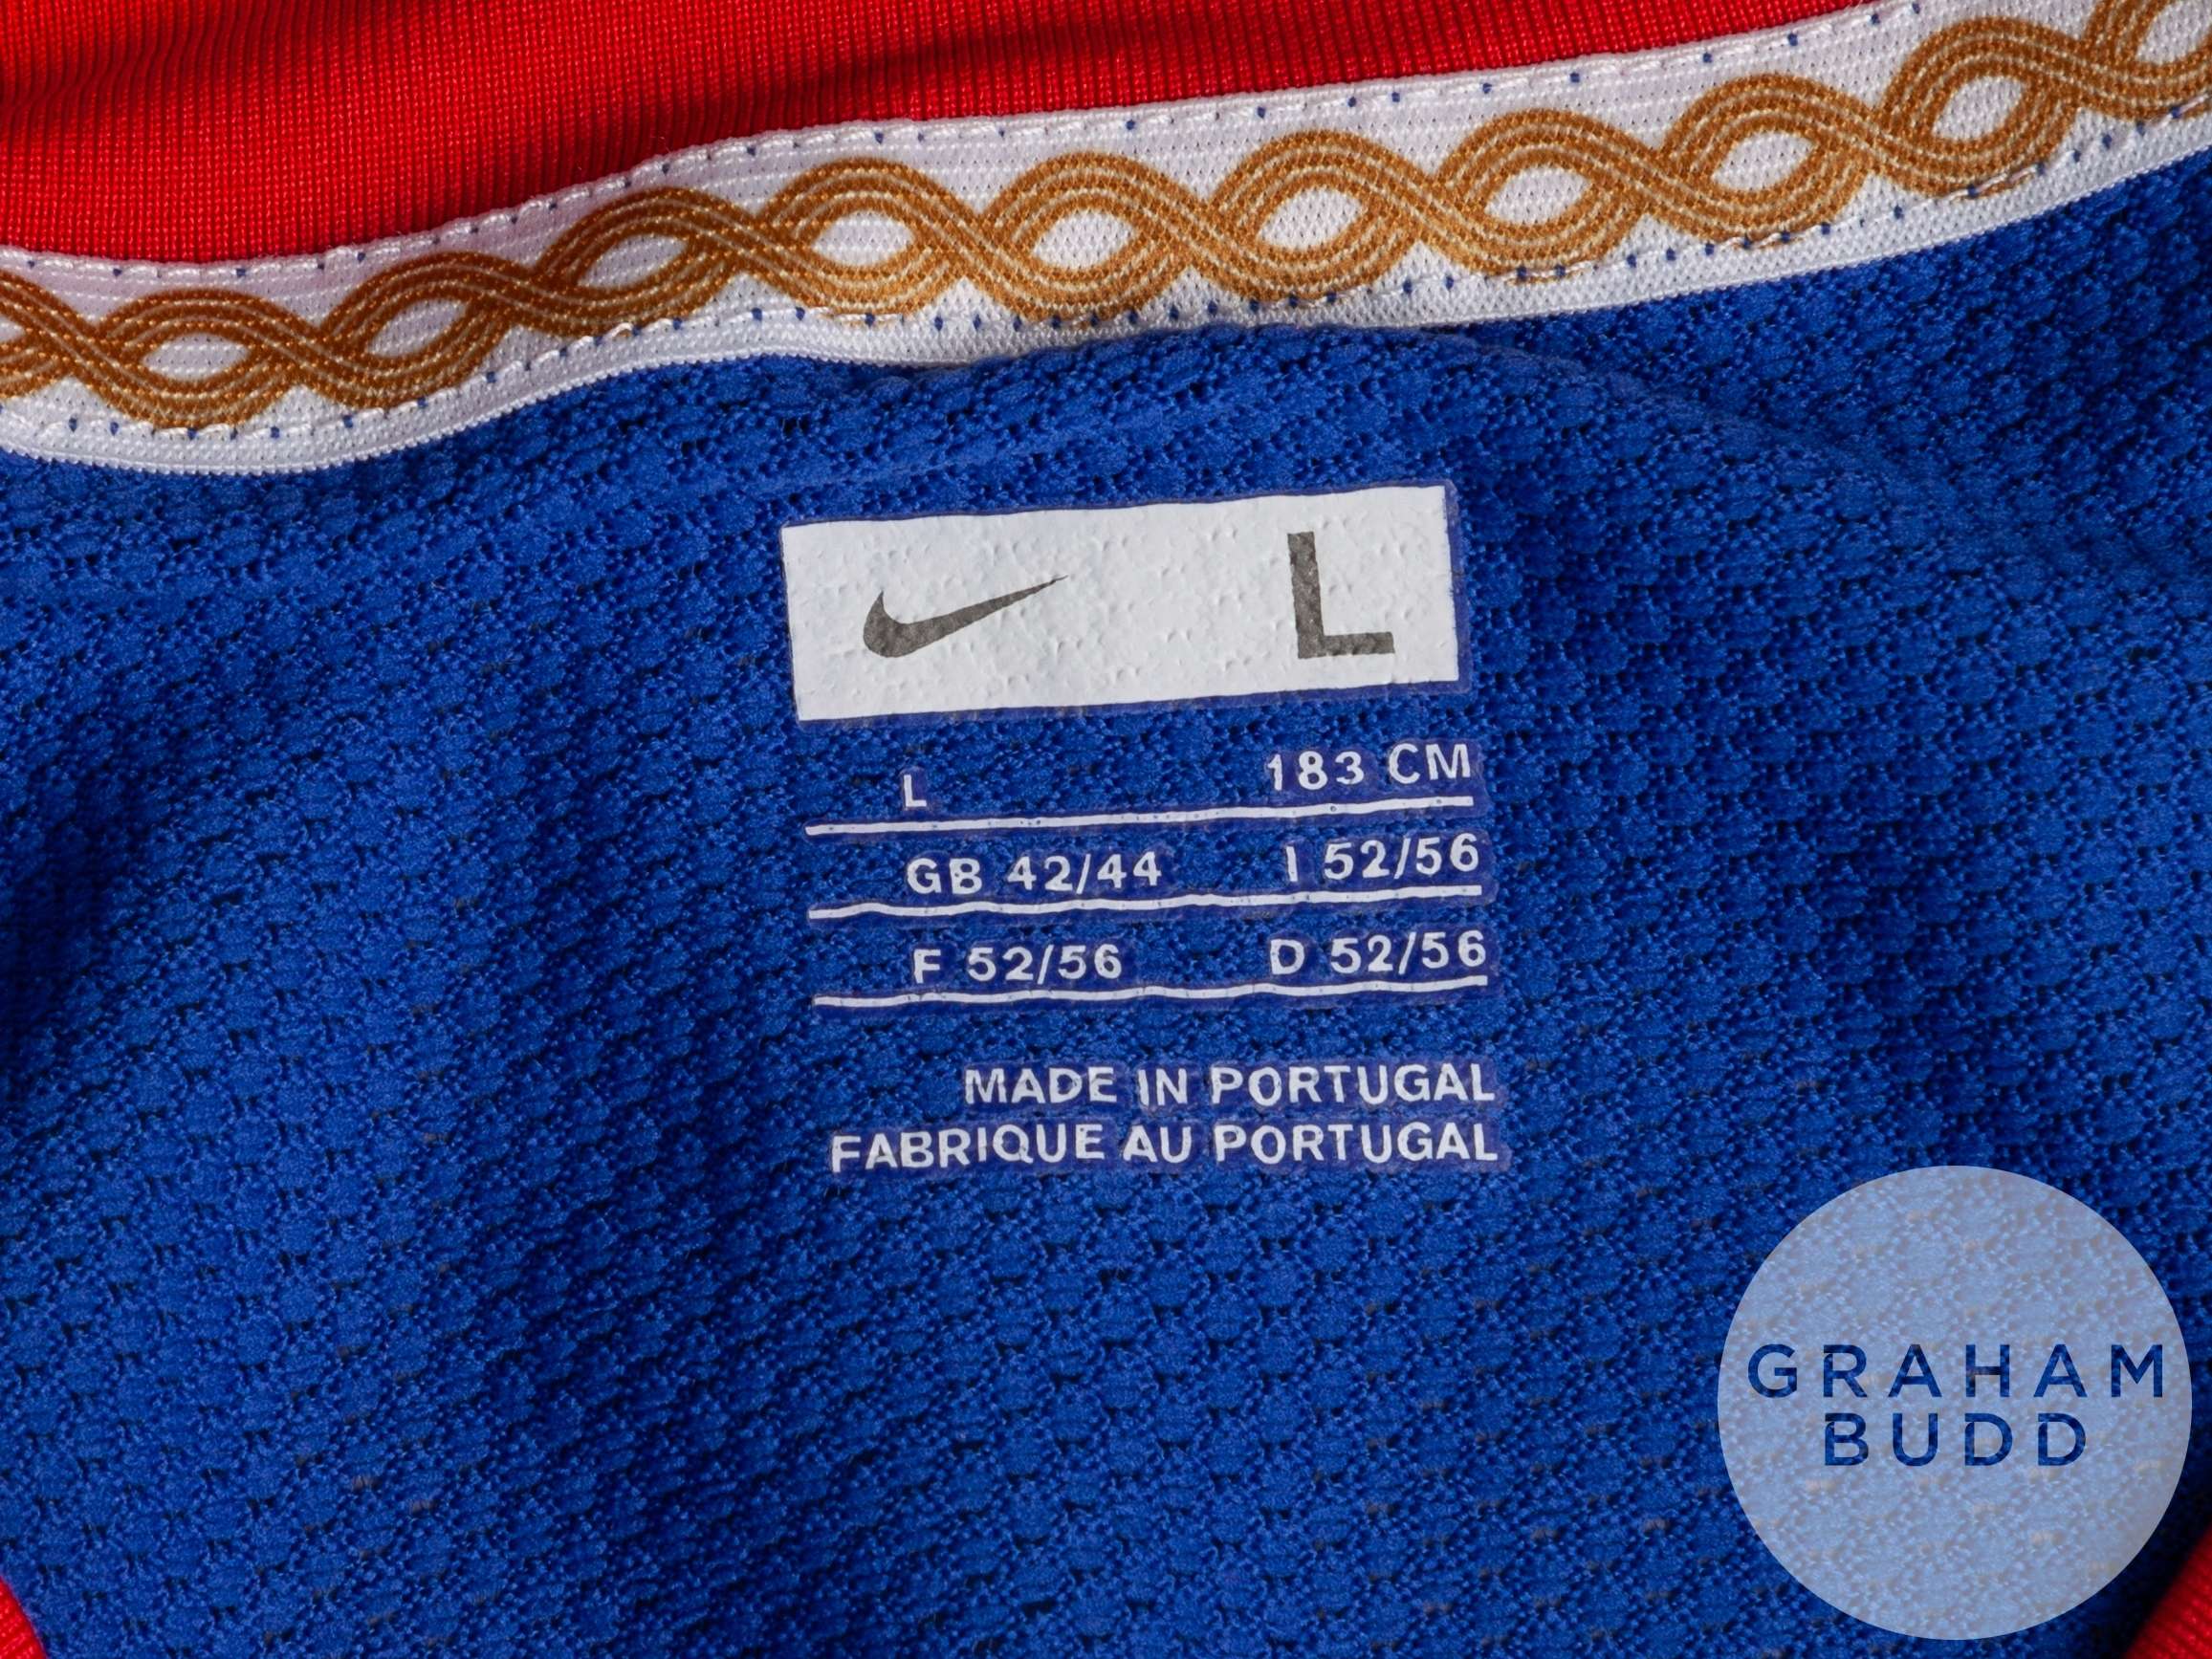 L
L 183 CM
GB 42/44 I 52/56
F 52/56 D 52/56
MADE IN PORTUGAL
FABRIQUE AU PORTUGAL
GRAHAM
BUDD